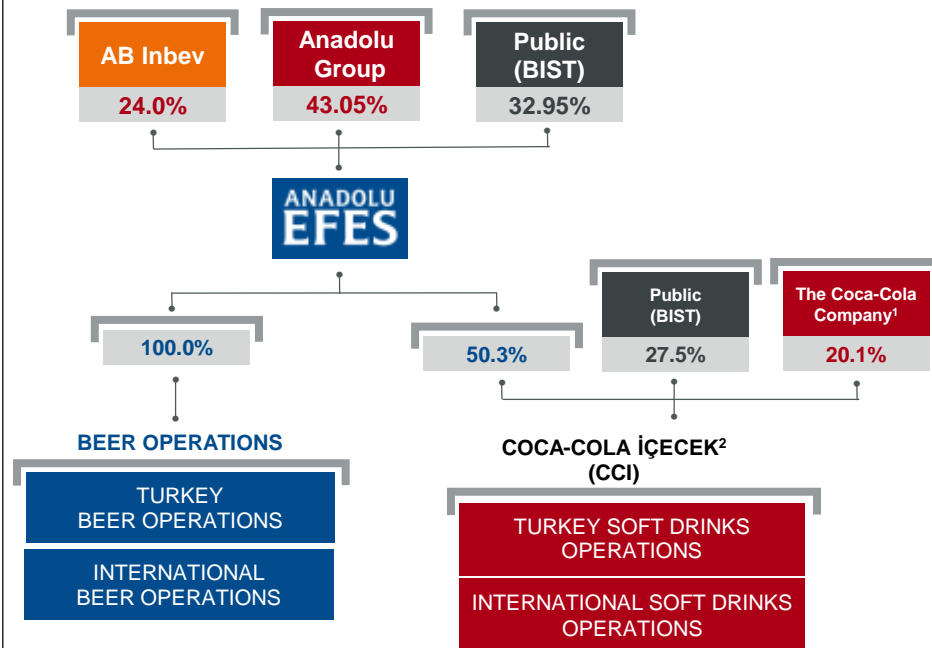 AB Inbev
24.0%
Anadolu
Group
43.05%
Public
(BIST)
32.95%
ANADOLU
EFES
100.0%
50.3%
Public
(BIST)
27.5%
The Coca-Cola
Company¹
20.1%
BEER OPERATIONS
TURKEY
BEER OPERATIONS
INTERNATIONAL
BEER OPERATIONS
COCA-COLA İÇECEK²
(CCI)
TURKEY SOFT DRINKS
OPERATIONS
INTERNATIONAL SOFT DRINKS
OPERATIONS